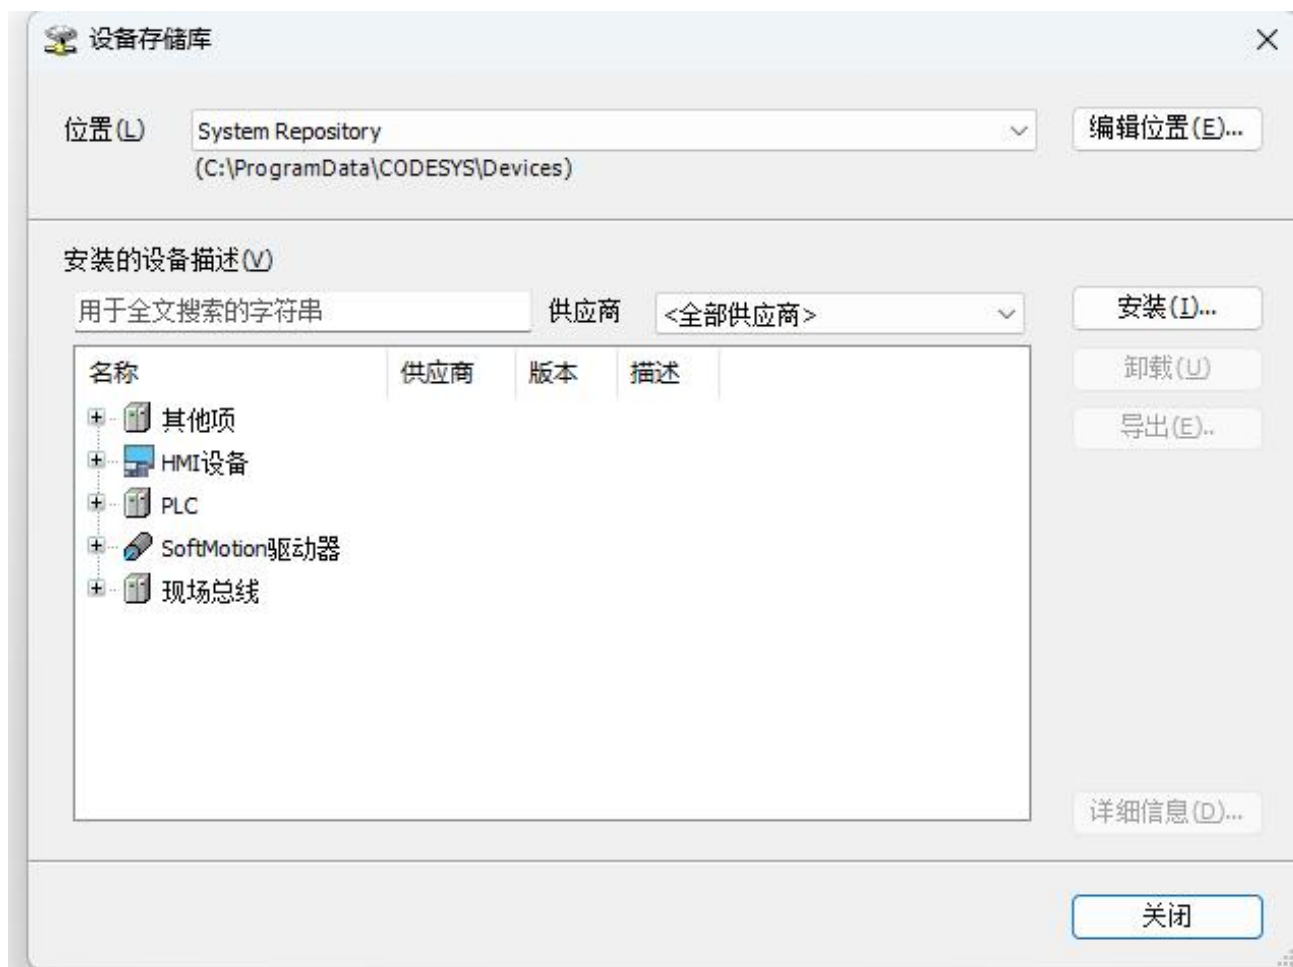 设备存储库
位置(L) System Repository 编辑位置(E)...
(C:\ProgramData\CODESYS\Devices)
安装的设备描述(V)
用于全文搜索的字符串 供应商 <全部供应商> 安装(I)...
名称 供应商 版本 描述 卸载(U)
其他项 导出(E)..
HMI设备
PLC
SoftMotion驱动器
现场总线
详细信息(D)...
关闭